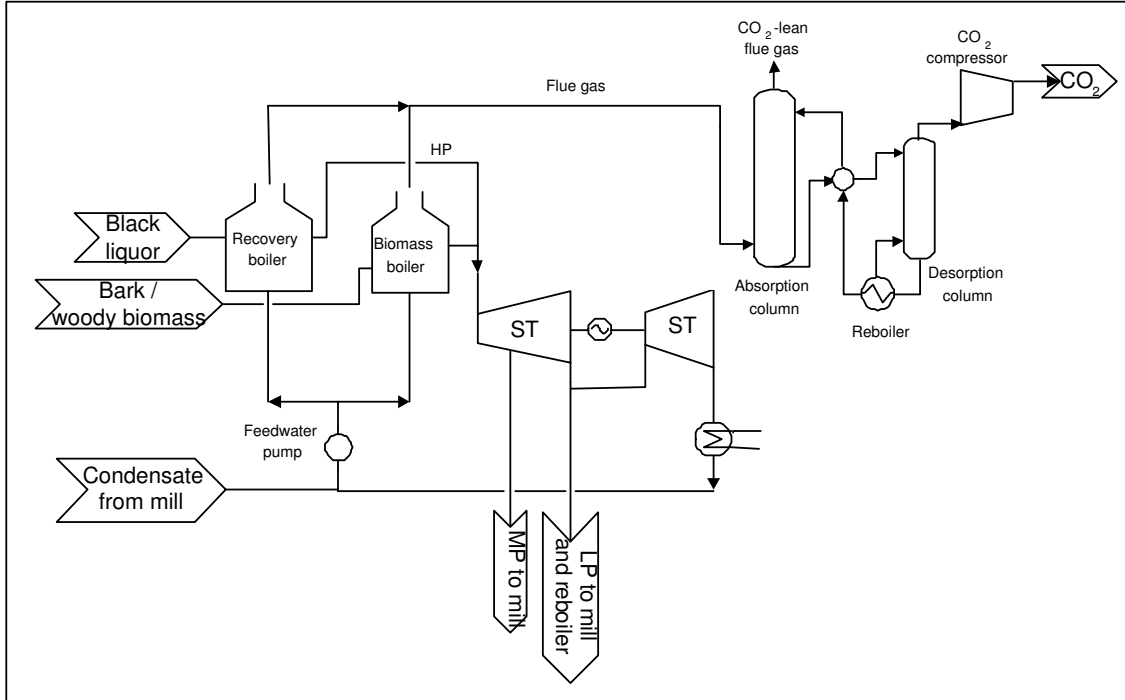 CO2-lean
flue gas
CO2
compressor
CO2
Flue gas
HP
Black
liquor
Recovery
boiler
Biomass
boiler
Bark /
woody biomass
Absorption
column
Desorption
column
Reboiler
ST
ST
Feedwater
pump
Condensate
from mill
MP to mill
LP to mill
and reboiler